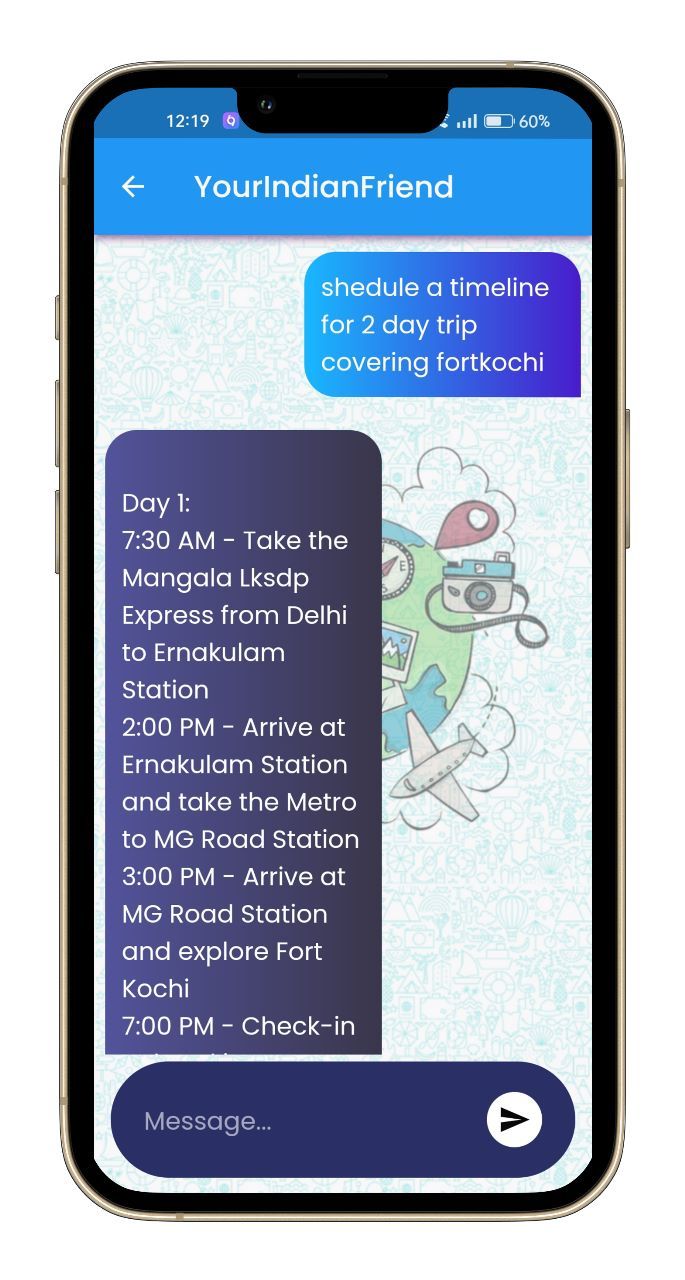 12:19 60%
YourIndianFriend
shedule a timeline
for 2 day trip
covering fortkochi
Day 1:
7:30 AM - Take the
Mangala Lksdp
Express from Delhi
to Ernakulam
Station
2:00 PM - Arrive at
Ernakulam Station
and take the Metro
to MG Road Station
3:00 PM - Arrive at
MG Road Station
and explore Fort
Kochi
7:00 PM - Check-in
Message...